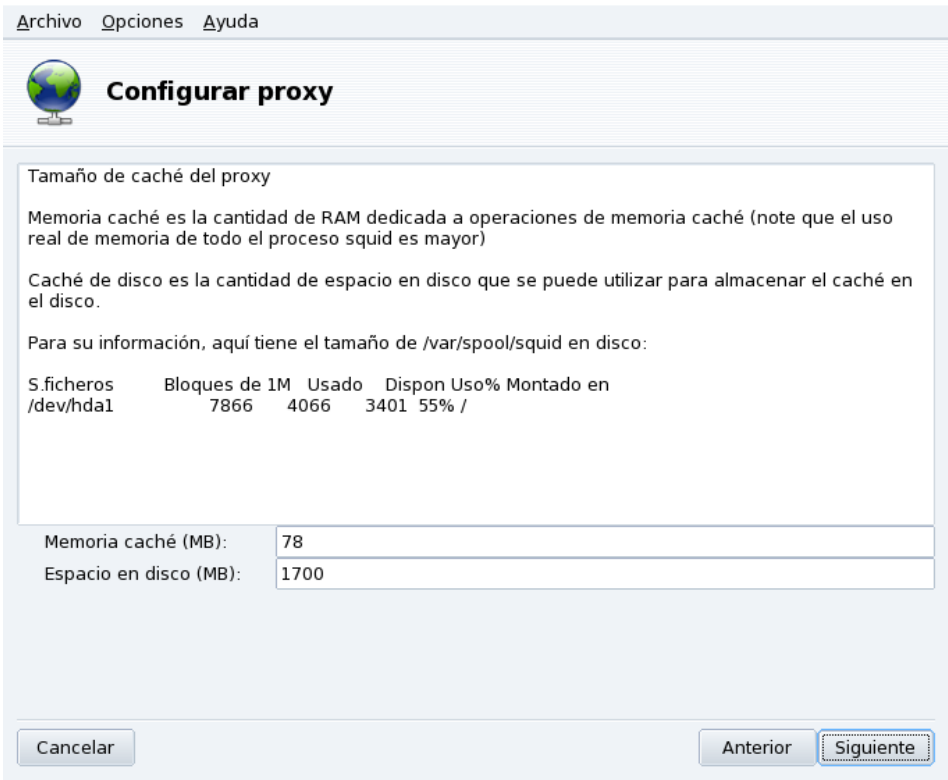 Archivo Opciones Ayuda
Configurar proxy
Tamaño de caché del proxy
Memoria caché es la cantidad de RAM dedicada a operaciones de memoria caché (note que el uso
real de memoria de todo el proceso squid es mayor)
Caché de disco es la cantidad de espacio en disco que se puede utilizar para almacenar el caché en
el disco.
Para su información, aquí tiene el tamaño de /var/spool/squid en disco:
S.ficheros Bloques de 1M Usado Dispon Uso% Montado en
/dev/hda1 7866 4066 3401 55% /
Memoria caché (MB): 78
Espacio en disco (MB): 1700
Cancelar Anterior Siguiente